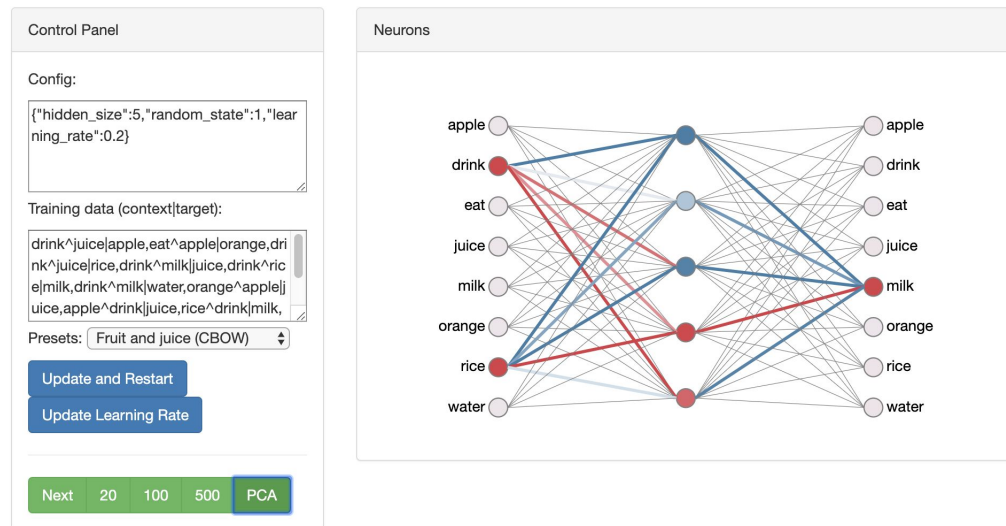 Control Panel
Config:
{"hidden_size":5,"random_state":1,"lear
ning_rate":0.2}
Training data (context|target):
drink^juice|apple,eat^apple|orange,dri
nk^juice|rice,drink^milk|juice,drink^ric
e|milk,drink^milk|water,orange^apple|j
uice,apple^drink|juice,rice^drink|milk,
Presets: Fruit and juice (CBOW)
Update and Restart
Update Learning Rate
Next 20 100 500 PCA
Neurons
apple apple
drink drink
eat eat
juice juice
milk milk
orange orange
rice rice
water water